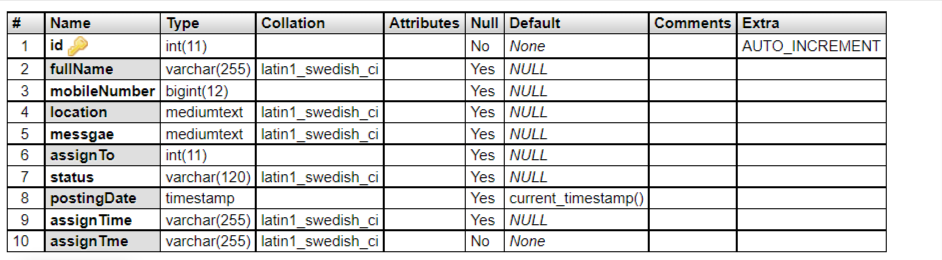 # Name Type Collation Attributes Null Default Comments Extra
1 id int(11) No None AUTO_INCREMENT
2 fullName varchar(255) latin1_swedish_ci Yes NULL
3 mobileNumber bigint(12) Yes NULL
4 location mediumtext latin1_swedish_ci Yes NULL
5 messgae mediumtext latin1_swedish_ci Yes NULL
6 assignTo int(11) Yes NULL
7 status varchar(120) latin1_swedish_ci Yes NULL
8 postingDate timestamp Yes current_timestamp()
9 assignTime varchar(255) latin1_swedish_ci Yes NULL
10 assignTme varchar(255) latin1_swedish_ci No None